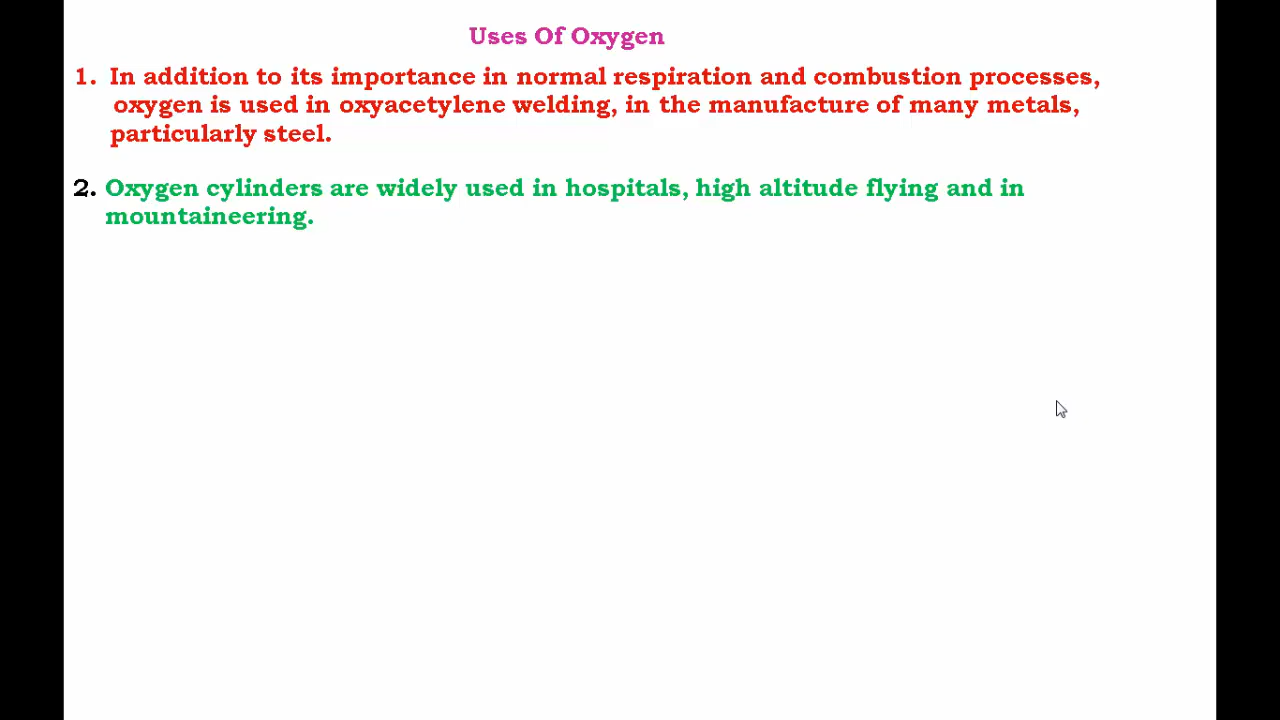 Uses Of Oxygen
1. In addition to its importance in normal respiration and combustion processes,
oxygen is used in oxyacetylene welding, in the manufacture of many metals,
particularly steel.
2. Oxygen cylinders are widely used in hospitals, high altitude flying and in
mountaineering.